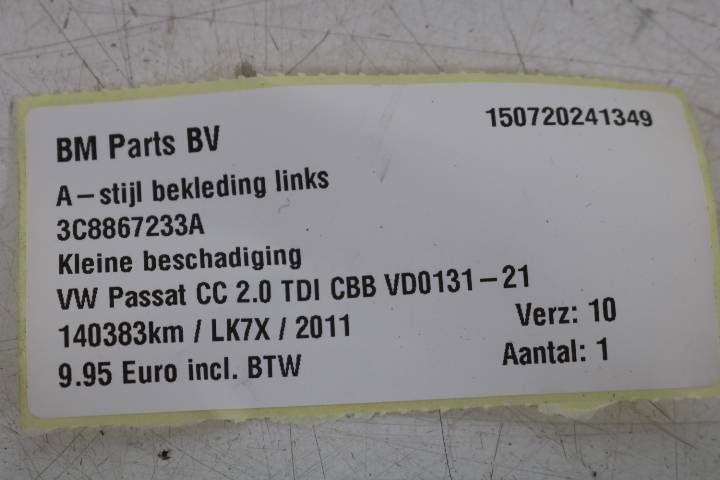 BM Parts BV
150720241349
A-stijl bekleding links
3C8867233A
Kleine beschadiging
VW Passat CC 2.0 TDI CBB VD0131-21
140383km / LK7X / 2011
Verz: 10
9.95 Euro incl. BTW
Aantal: 1